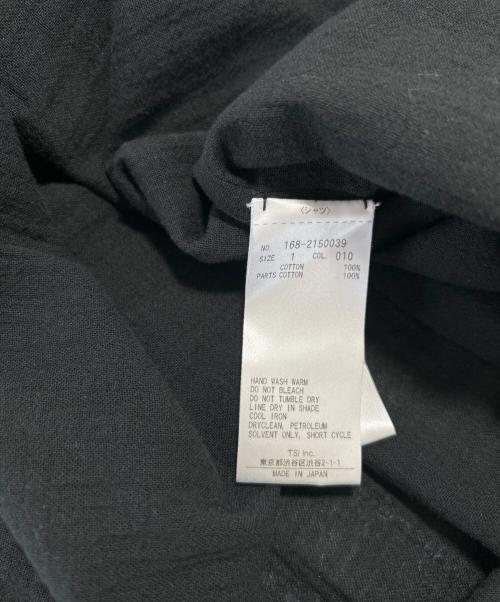 〈シャツ〉
NO. 168-2150039
SIZE 1 COL. 010
COTTON 100%
PARTS COTTON 100%
HAND WASH WARM
DO NOT BLEACH
DO NOT TUMBLE DRY
LINE DRY IN SHADE
COOL IRON
DRYCLEAN, PETROLEUM
SOLVENT ONLY, SHORT CYCLE
TSI Inc.
東京都渋谷区渋谷2-1-1
MADE IN JAPAN